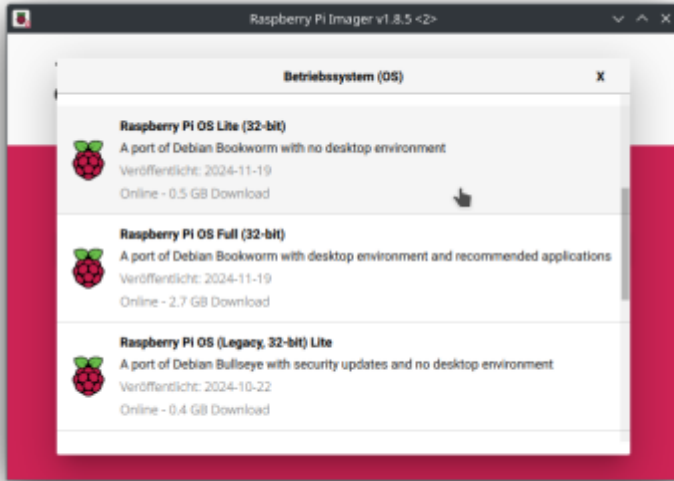 Raspberry Pi Imager v1.8.5 <2>
Betriebssystem (OS)
X
Raspberry Pi OS Lite (32-bit)
A port of Debian Bookworm with no desktop environment
Veröffentlicht: 2024-11-19
Online - 0.5 GB Download
Raspberry Pi OS Full (32-bit)
A port of Debian Bookworm with desktop environment and recommended applications
Veröffentlicht: 2024-11-19
Online - 2.7 GB Download
Raspberry Pi OS (Legacy, 32-bit) Lite
A port of Debian Bullseye with security updates and no desktop environment
Veröffentlicht: 2024-10-22
Online - 0.4 GB Download